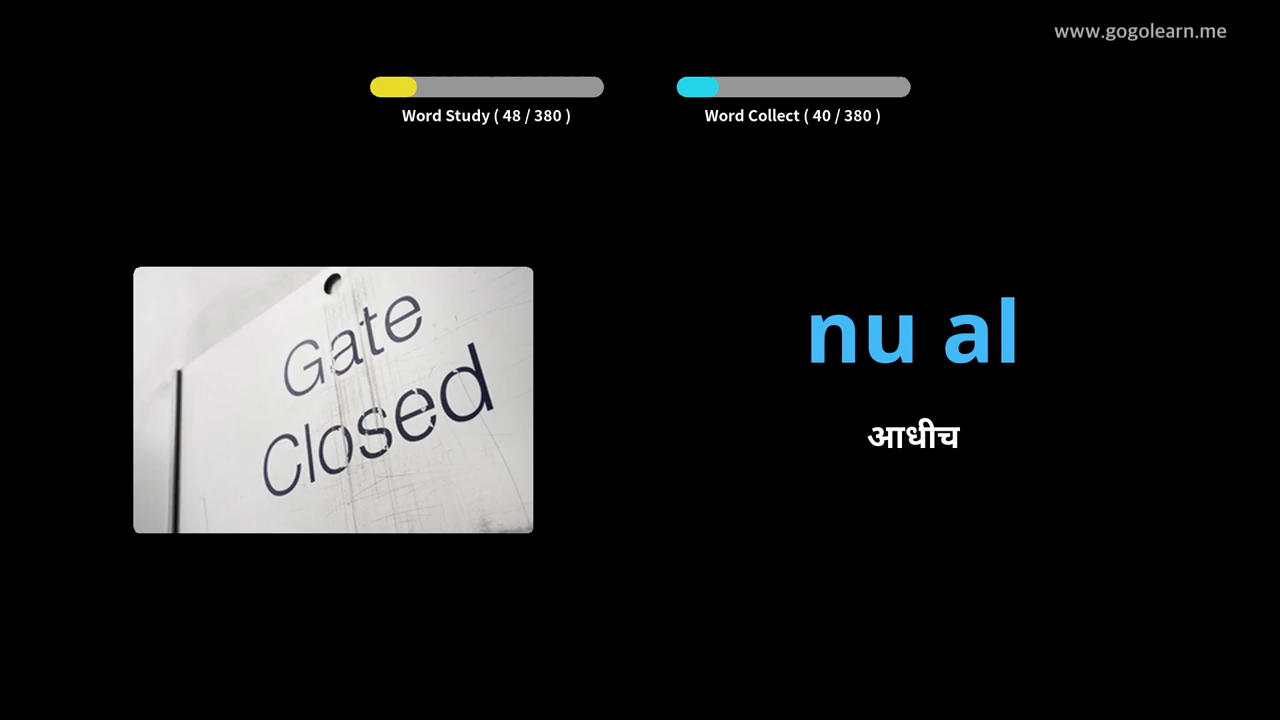 www.gogolearn.me
Word Study ( 48 / 380 )
Word Collect ( 40 / 380 )
Gate
Closed
nu al
आधीच